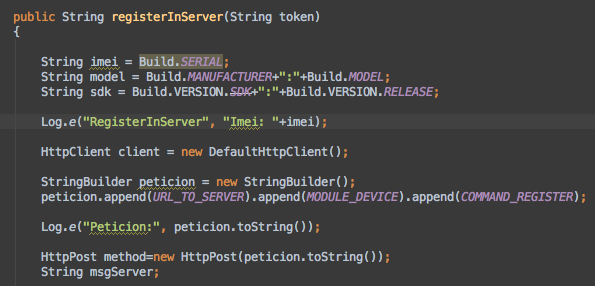 public String registerInServer(String token)
{
String imei = Build.SERIAL;
String model = Build.MANUFACTURER+":"+Build.MODEL;
String sdk = Build.VERSION.SDK+":"+Build.VERSION.RELEASE;
Log.e("RegisterInServer", "Imei: "+imei);
HttpClient client = new DefaultHttpClient();
StringBuilder peticion = new StringBuilder();
peticion.append(URL_TO_SERVER).append(MODULE_DEVICE).append(COMMAND_REGISTER);
Log.e("Peticion:", peticion.toString());
HttpPost method=new HttpPost(peticion.toString());
String msgServer;